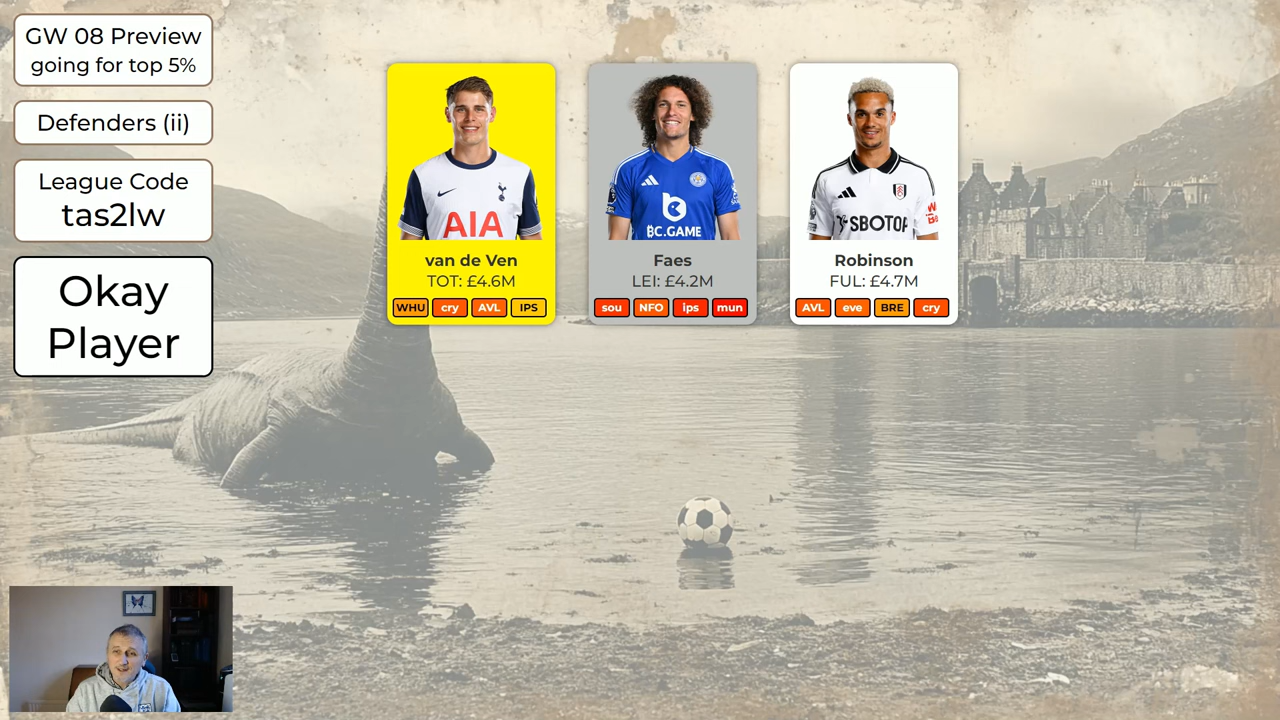 GW 08 Preview
going for top 5%
Defenders (ii)
League Code
tas2lw
Okay
Player
AIA
van de Ven
TOT: £4.6M
WHU cry AVL IPS
BC.GAME
Faes
LEI: £4.2M
sou NFO ips mun
SBOTOP
Robinson
FUL: £4.7M
AVL eve BRE cry